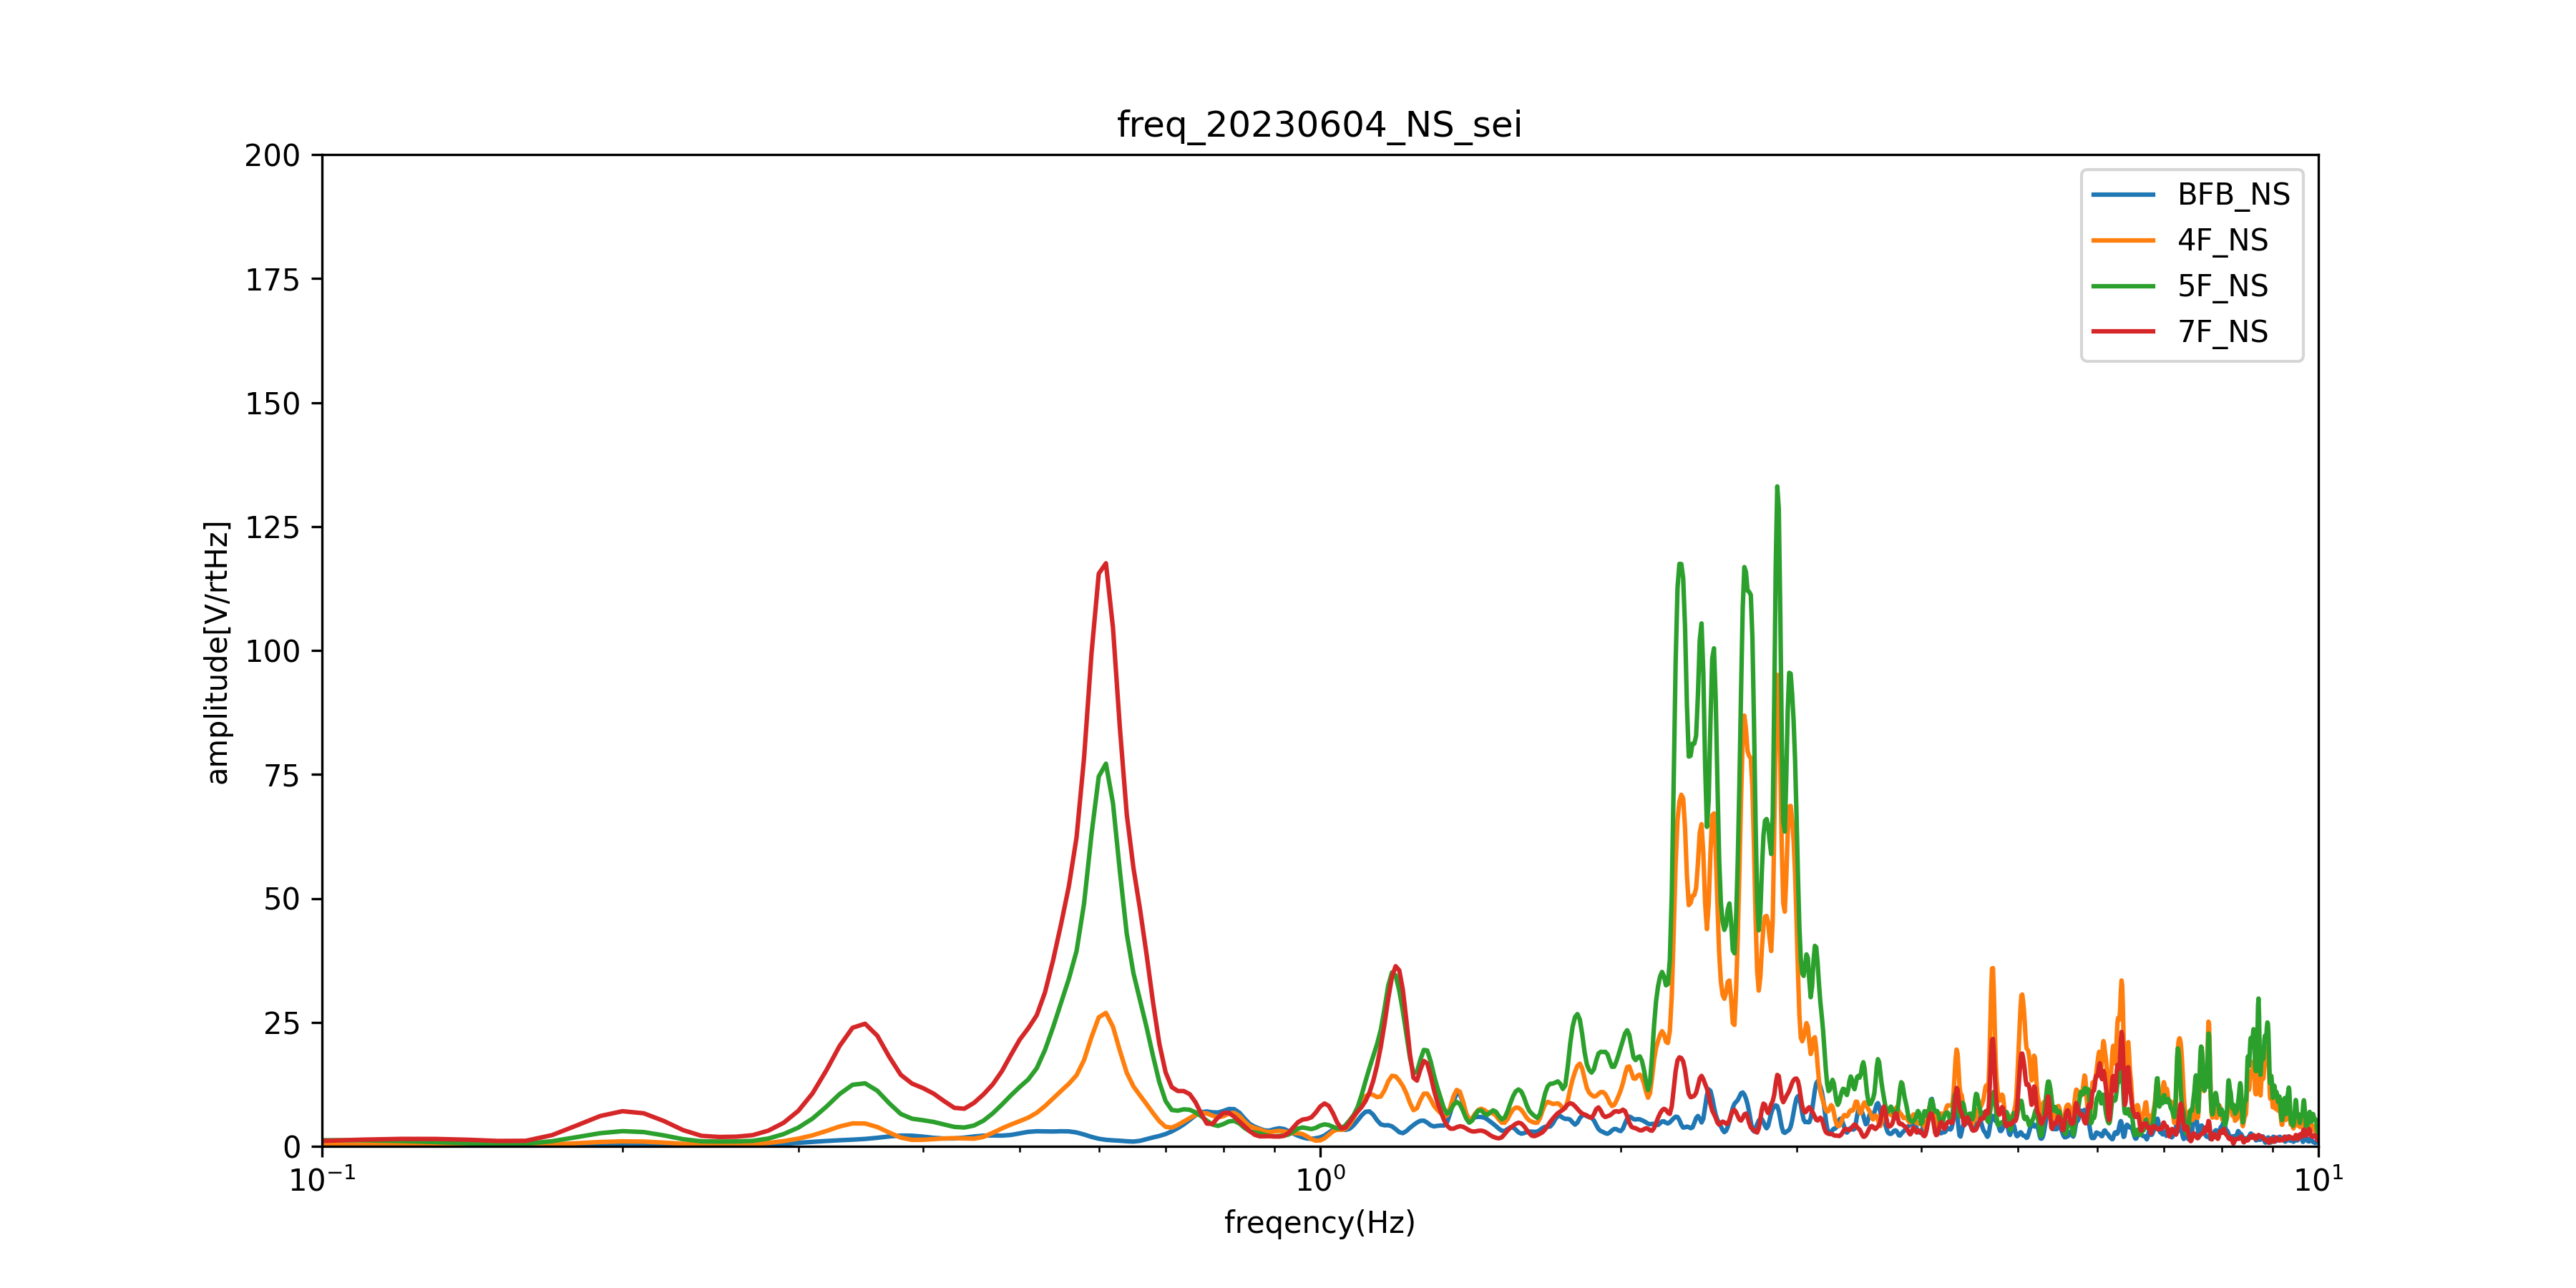 freq_20230604_NS_sei
200
175
150
125
100
75
50
25
0
amplitude[V/rtHz]
BFB_NS
4F_NS
5F_NS
7F_NS
10⁻¹
10⁰
10¹
freqency(Hz)